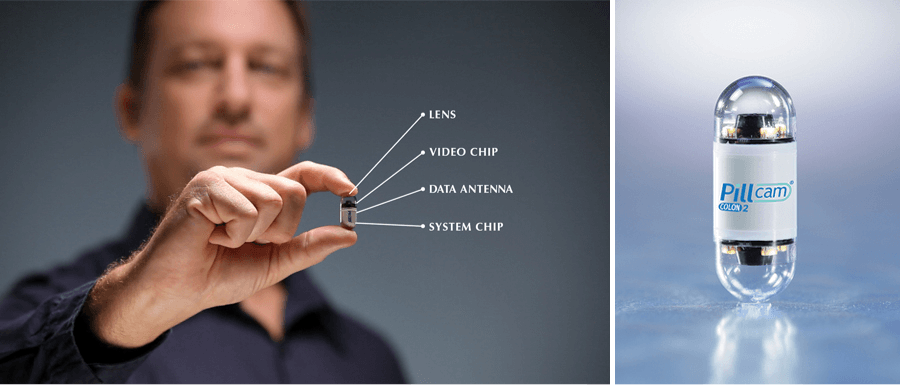 LENS
VIDEO CHIP
DATA ANTENNA
SYSTEM CHIP
Pillcam
COLON 2